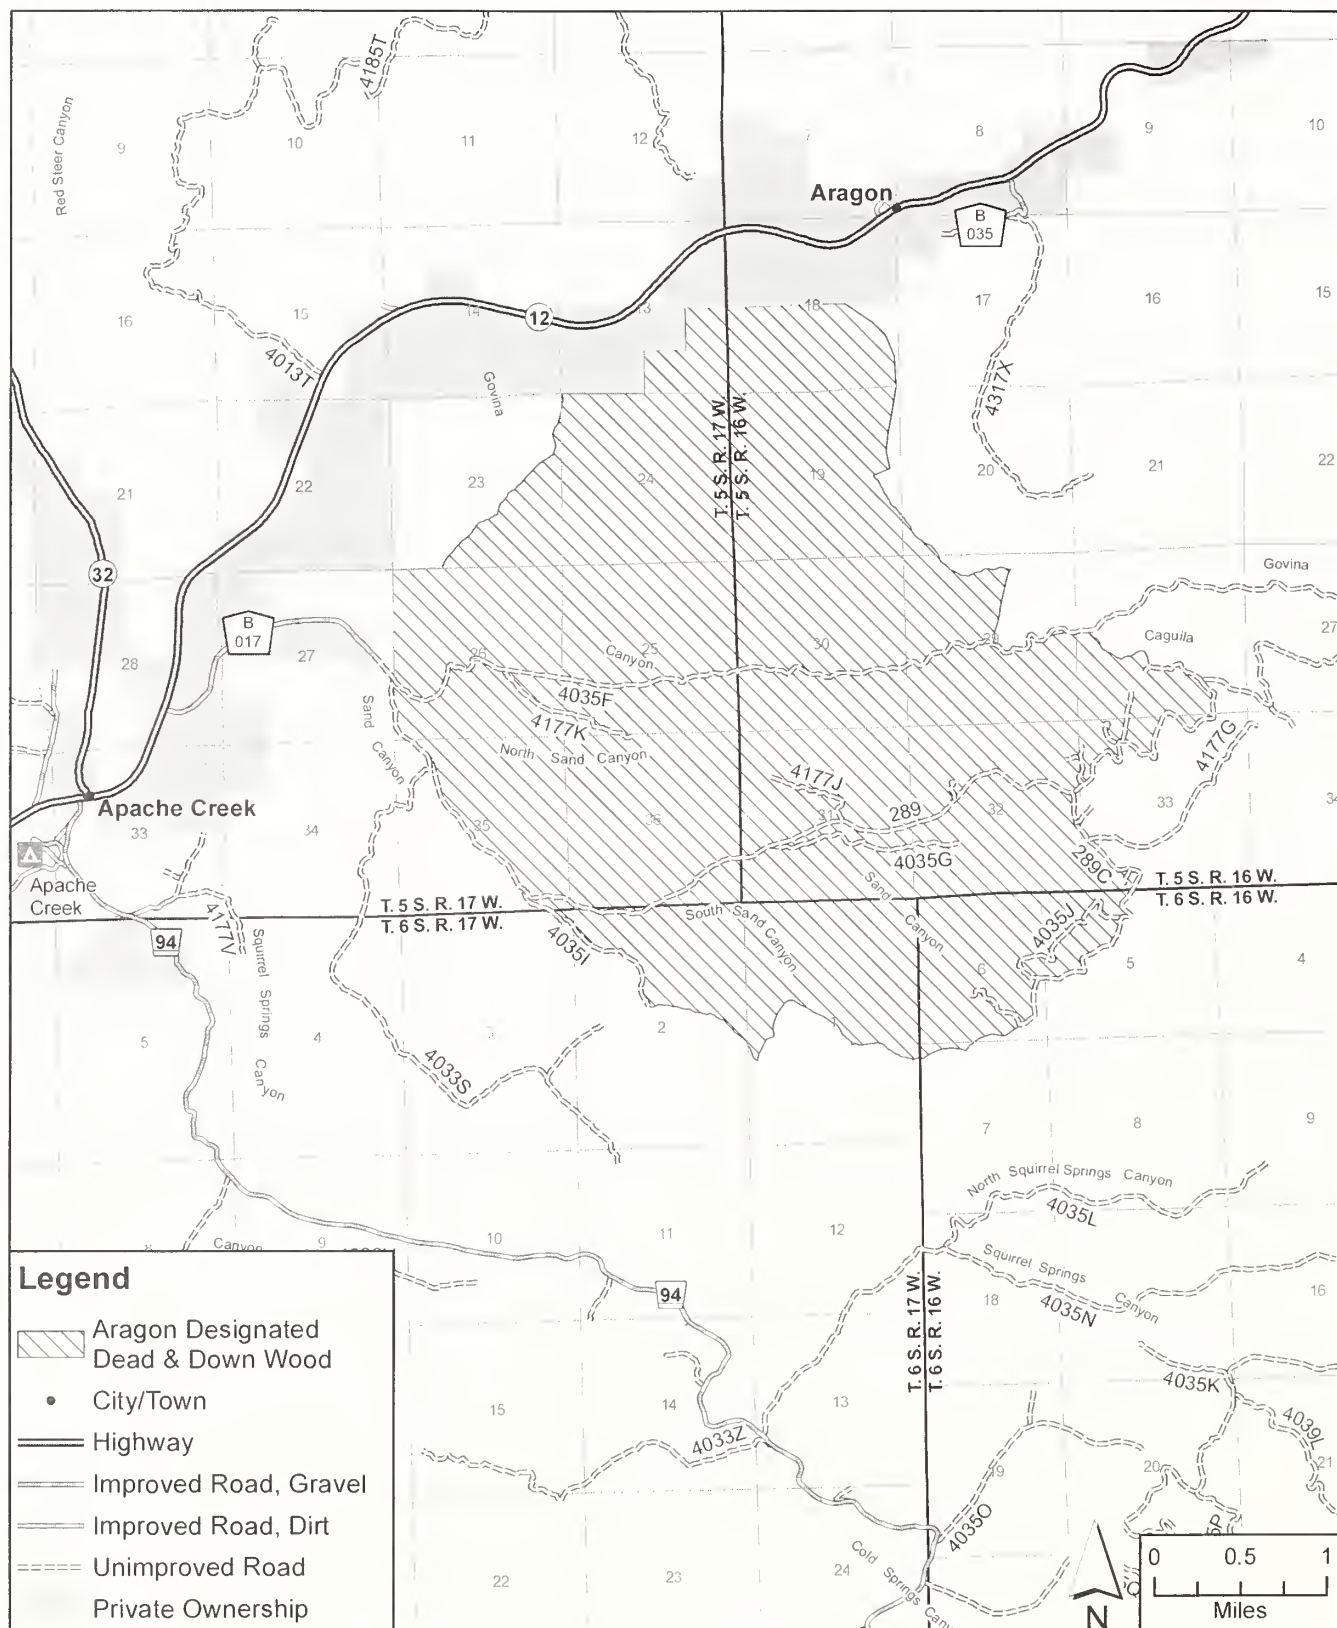 4185T
Red Steer Canyon
9
10
11
12
7
8
9
10
Aragon
B
035
16
15
4013T
14
12
13
18
17
16
15
4317X
Govina
T. 5 S. R. 17 W.
T. 5 S. R. 16 W.
21
22
23
24
19
20
21
22
32
Govina
B
017
28
27
26
25
Canyon
30
29
Caguila
27
4035F
4177K
Sand Canyon
North Sand Canyon
4177J
289
4177G
Apache Creek
33
34
35
36
31
32
33
34
4035G
289C
Apache
Creek
4177V
T. 5 S. R. 17 W.
T. 6 S. R. 17 W.
South Sand Canyon
Sand Canyon
T. 5 S. R. 16 W.
T. 6 S. R. 16 W.
94
Squirrel Springs Canyon
4035I
4035J
5
4
3
2
1
6
5
4
4033S
7
8
9
North Squirrel Springs Canyon
4035L
8
Canyon
9
10
11
12
Squirrel Springs Canyon
4035N
94
T. 6 S. R. 17 W.
T. 6 S. R. 16 W.
18
16
4035K
4039L
15
14
13
4033Z
19
20
21
4035O
5P
22
23
24
Cold Springs
Legend
Aragon Designated
Dead & Down Wood
City/Town
Highway
Improved Road, Gravel
Improved Road, Dirt
Unimproved Road
Private Ownership
N
0 0.5 1
Miles